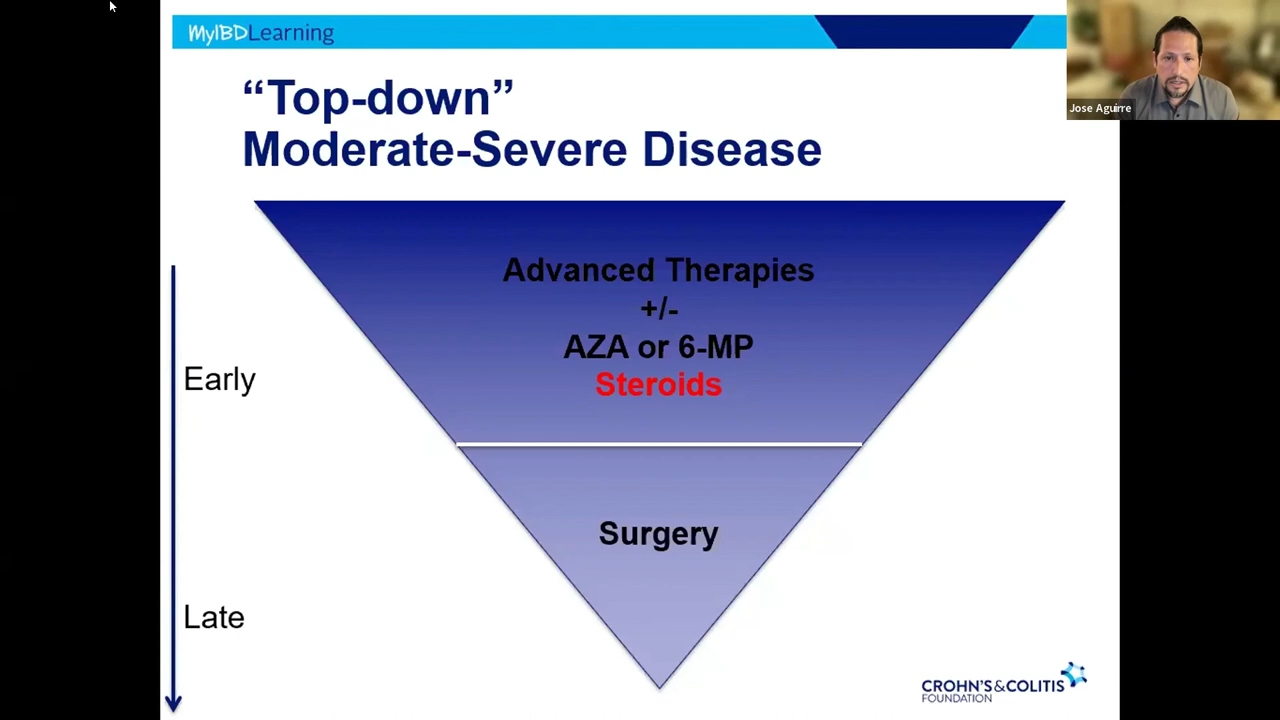 MyIBDLearning
Jose Aguirre
“Top-down”
Moderate-Severe Disease
Advanced Therapies
+/-
AZA or 6-MP
Steroids
Early
Surgery
Late
CROHN'S&COLITIS
FOUNDATION